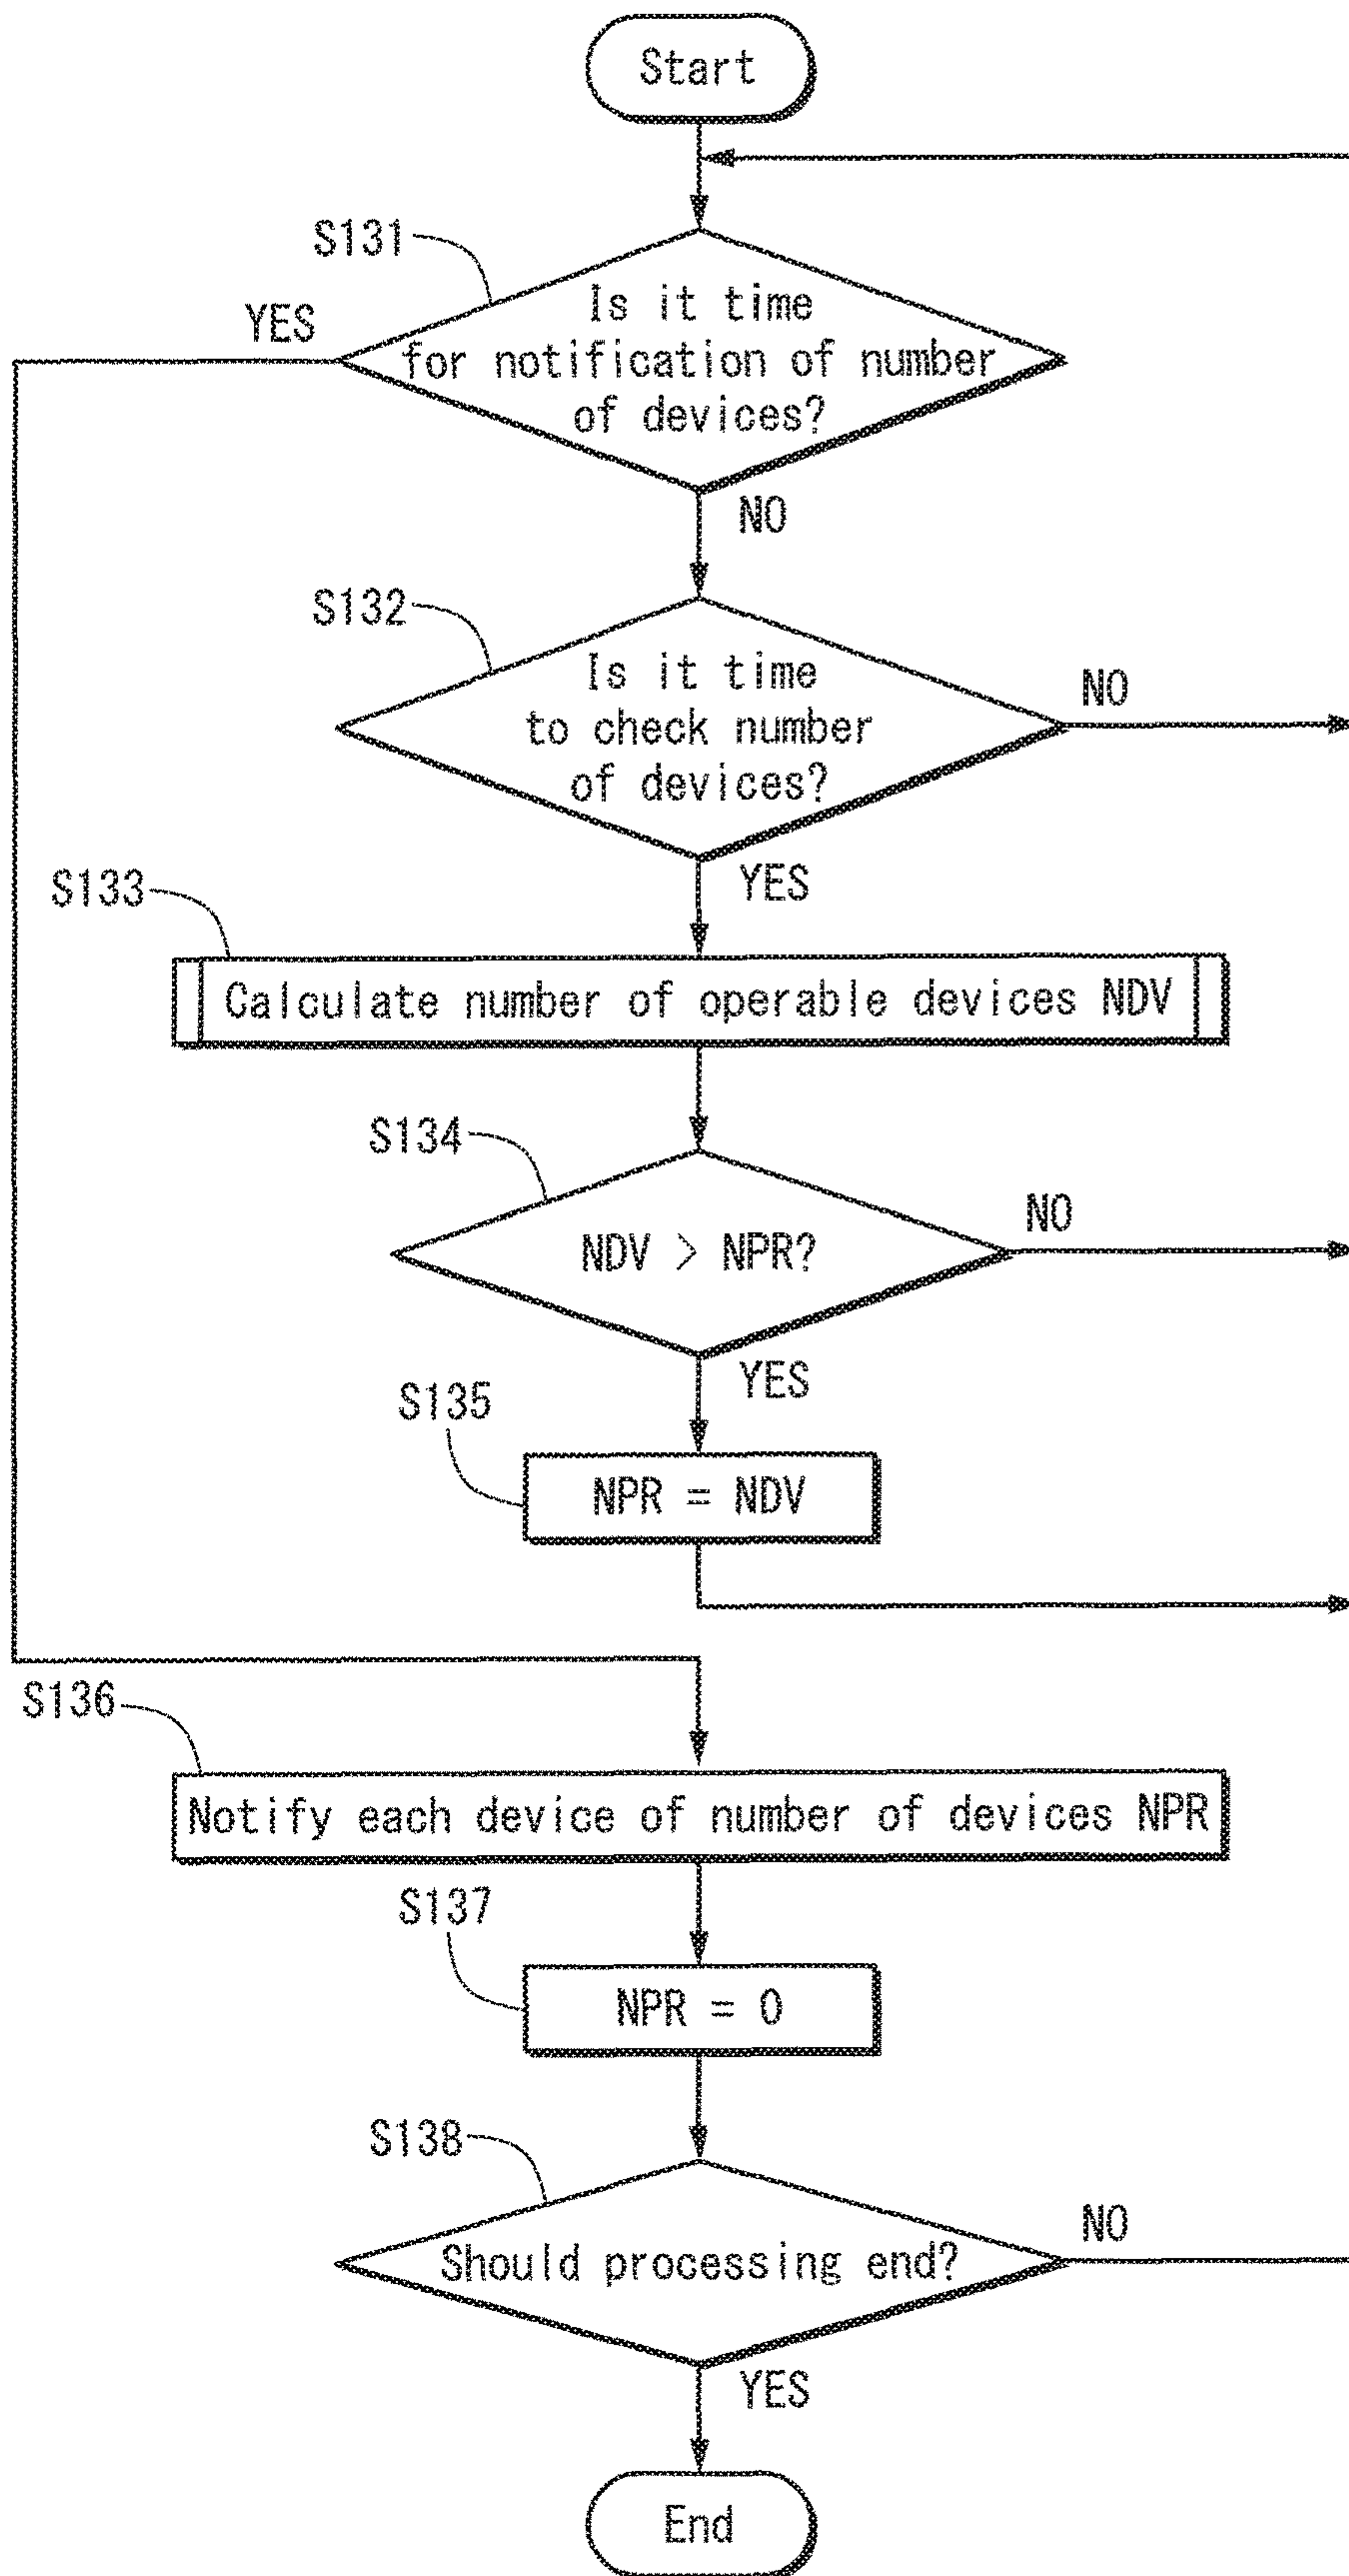 Start
S131
YES
Is it time
for notification of number
of devices?
NO
S132
Is it time
to check number
of devices?
NO
YES
S133
Calculate number of operable devices NDV
S134
NDV > NPR?
NO
YES
S135
NPR = NDV
S136
Notify each device of number of devices NPR
S137
NPR = 0
S138
Should processing end?
NO
YES
End